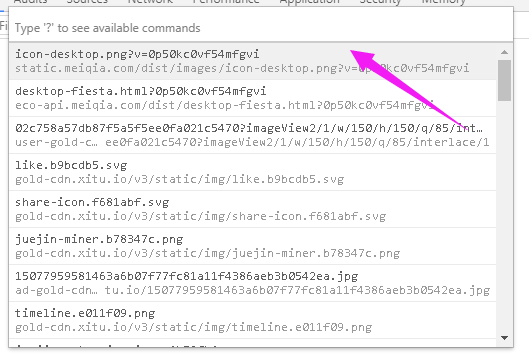 Audits Sources Network Performance Application Security Memory
Type '?' to see available commands
icon-desktop.png?v=0p50kc0vf54mfgvi
static.meiqia.com/dist/images/icon-desktop.png?v=0p50kc0vf54mfgvi
desktop-fiesta.html?0p50kc0vf54mfgvi
eco-api.meiqia.com/dist/desktop-fiesta.html?0p50kc0vf54mfgvi
02c758a57db87f5a5f5ee0fa021c5470?imageView2/1/w/150/h/150/q/85/int…
user-gold-c… ee0fa021c5470?imageView2/1/w/150/h/150/q/85/interlace/1
like.b9bcdb5.svg
gold-cdn.xitu.io/v3/static/img/like.b9bcdb5.svg
share-icon.f681abf.svg
gold-cdn.xitu.io/v3/static/img/share-icon.f681abf.svg
juejin-miner.b78347c.png
gold-cdn.xitu.io/v3/static/img/juejin-miner.b78347c.png
15077959581463a6b07f77fc81a11f4386aeb3b0542ea.jpg
ad-gold-cdn… tu.io/15077959581463a6b07f77fc81a11f4386aeb3b0542ea.jpg
timeline.e011f09.png
gold-cdn.xitu.io/v3/static/img/timeline.e011f09.png